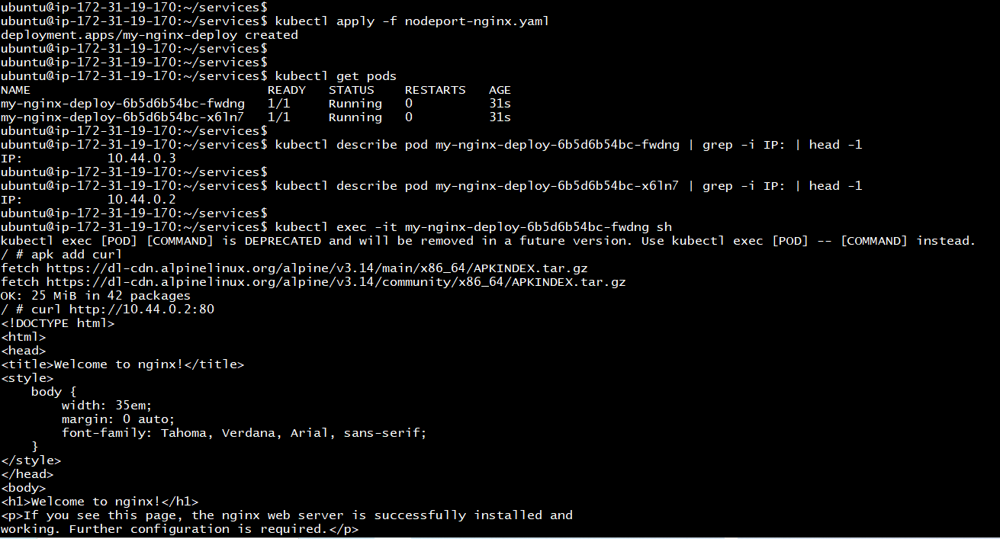 ubuntu@ip-172-31-19-170:~/services$
ubuntu@ip-172-31-19-170:~/services$ kubectl apply -f nodeport-nginx.yaml
deployment.apps/my-nginx-deploy created
ubuntu@ip-172-31-19-170:~/services$
ubuntu@ip-172-31-19-170:~/services$
ubuntu@ip-172-31-19-170:~/services$ kubectl get pods
NAME                               READY   STATUS    RESTARTS   AGE
my-nginx-deploy-6b5d6b54bc-fwdng   1/1     Running   0          31s
my-nginx-deploy-6b5d6b54bc-x6ln7   1/1     Running   0          31s
ubuntu@ip-172-31-19-170:~/services$
ubuntu@ip-172-31-19-170:~/services$ kubectl describe pod my-nginx-deploy-6b5d6b54bc-fwdng | grep -i IP: | head -1
IP:           10.44.0.3
ubuntu@ip-172-31-19-170:~/services$
ubuntu@ip-172-31-19-170:~/services$ kubectl describe pod my-nginx-deploy-6b5d6b54bc-x6ln7 | grep -i IP: | head -1
IP:           10.44.0.2
ubuntu@ip-172-31-19-170:~/services$
ubuntu@ip-172-31-19-170:~/services$ kubectl exec -it my-nginx-deploy-6b5d6b54bc-fwdng sh
kubectl exec [POD] [COMMAND] is DEPRECATED and will be removed in a future version. Use kubectl exec [POD] -- [COMMAND] instead.
/ # apk add curl
fetch https://dl-cdn.alpinelinux.org/alpine/v3.14/main/x86_64/APKINDEX.tar.gz
fetch https://dl-cdn.alpinelinux.org/alpine/v3.14/community/x86_64/APKINDEX.tar.gz
OK: 25 MiB in 42 packages
/ # curl http://10.44.0.2:80
<!DOCTYPE html>
<html>
<head>
<title>Welcome to nginx!</title>
<style>
    body {
        width: 35em;
        margin: 0 auto;
        font-family: Tahoma, Verdana, Arial, sans-serif;
    }
</style>
</head>
<body>
<h1>Welcome to nginx!</h1>
<p>If you see this page, the nginx web server is successfully installed and
working. Further configuration is required.</p>